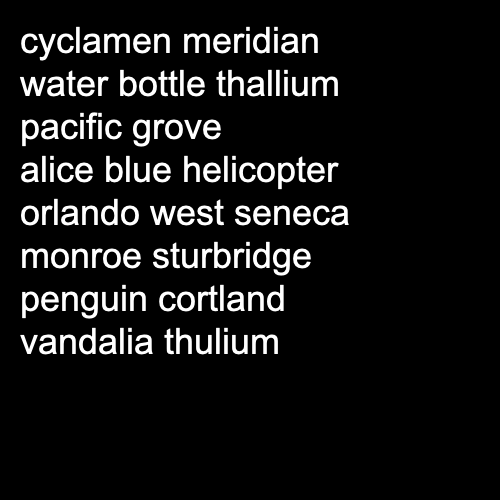 cyclamen meridian
water bottle thallium
pacific grove
alice blue helicopter
orlando west seneca
monroe sturbridge
penguin cortland
vandalia thulium